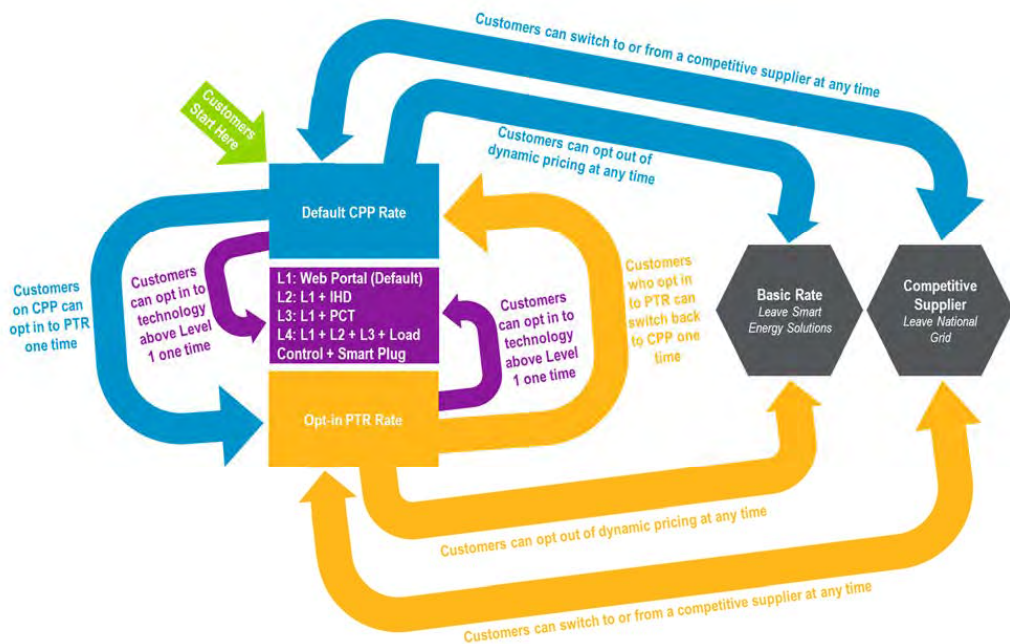 Customers can switch to or from a competitive supplier at any time
Customers
Start Here
Customers can opt out of
dynamic pricing at any time
Default CPP Rate
Customers
on CPP can
opt in to PTR
one time
Customers
can opt in to
technology
above Level
1 one time
L1: Web Portal (Default)
L2: L1 + IHD
L3: L1 + PCT
L4: L1 + L2 + L3 + Load
Control + Smart Plug
Customers
can opt in to
technology
above Level
1 one time
Customers
who opt in
to PTR can
switch back
to CPP one
time
Basic Rate
Leave Smart
Energy Solutions
Competitive
Supplier
Leave National
Grid
Opt-in PTR Rate
Customers can opt out of dynamic pricing at any time
Customers can switch to or from a competitive supplier at any time